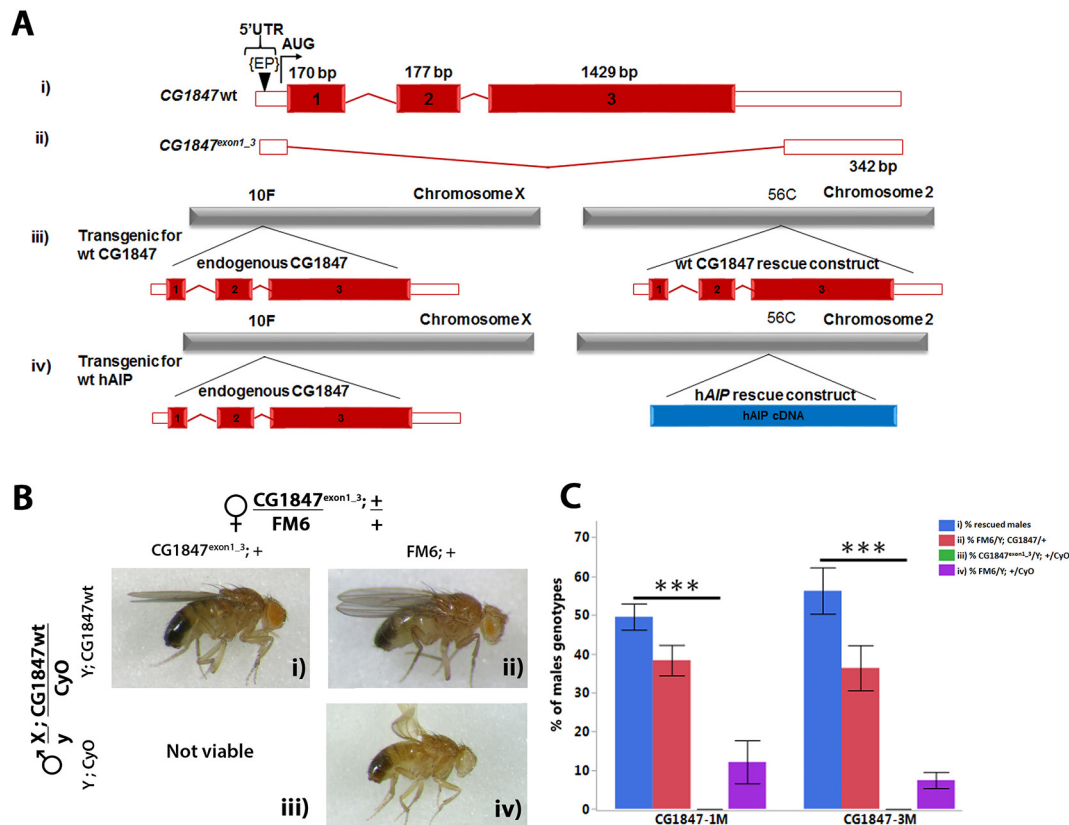 A
5'UTR
{EP}
AUG
170 bp
177 bp
1429 bp
i)
CG1847 wt
1
2
3
ii)
CG1847exon1_3
342 bp
10F
Chromosome X
56C
Chromosome 2
iii)
Transgenic for
wt CG1847
endogenous CG1847
wt CG1847 rescue construct
1
2
3
1
2
3
10F
Chromosome X
56C
Chromosome 2
iv)
Transgenic for
wt hAIP
endogenous CG1847
hAIP rescue construct
1
2
3
hAIP cDNA
B
♀ CG1847exon1_3; +
FM6 +
CG1847exon1_3; +
FM6; +
♂ X ; CG1847wt
y CyO
Y; CG1847wt
i)
ii)
Y ; CyO
Not viable
iii)
iv)
C
i) % rescued males
ii) % FM6/Y; CG1847/+
iii) % CG1847exon1_3/Y; +/CyO
iv) % FM6/Y; +/CyO
% of males genotypes
70
60
50
40
30
20
10
0
***
***
CG1847-1M
CG1847-3M